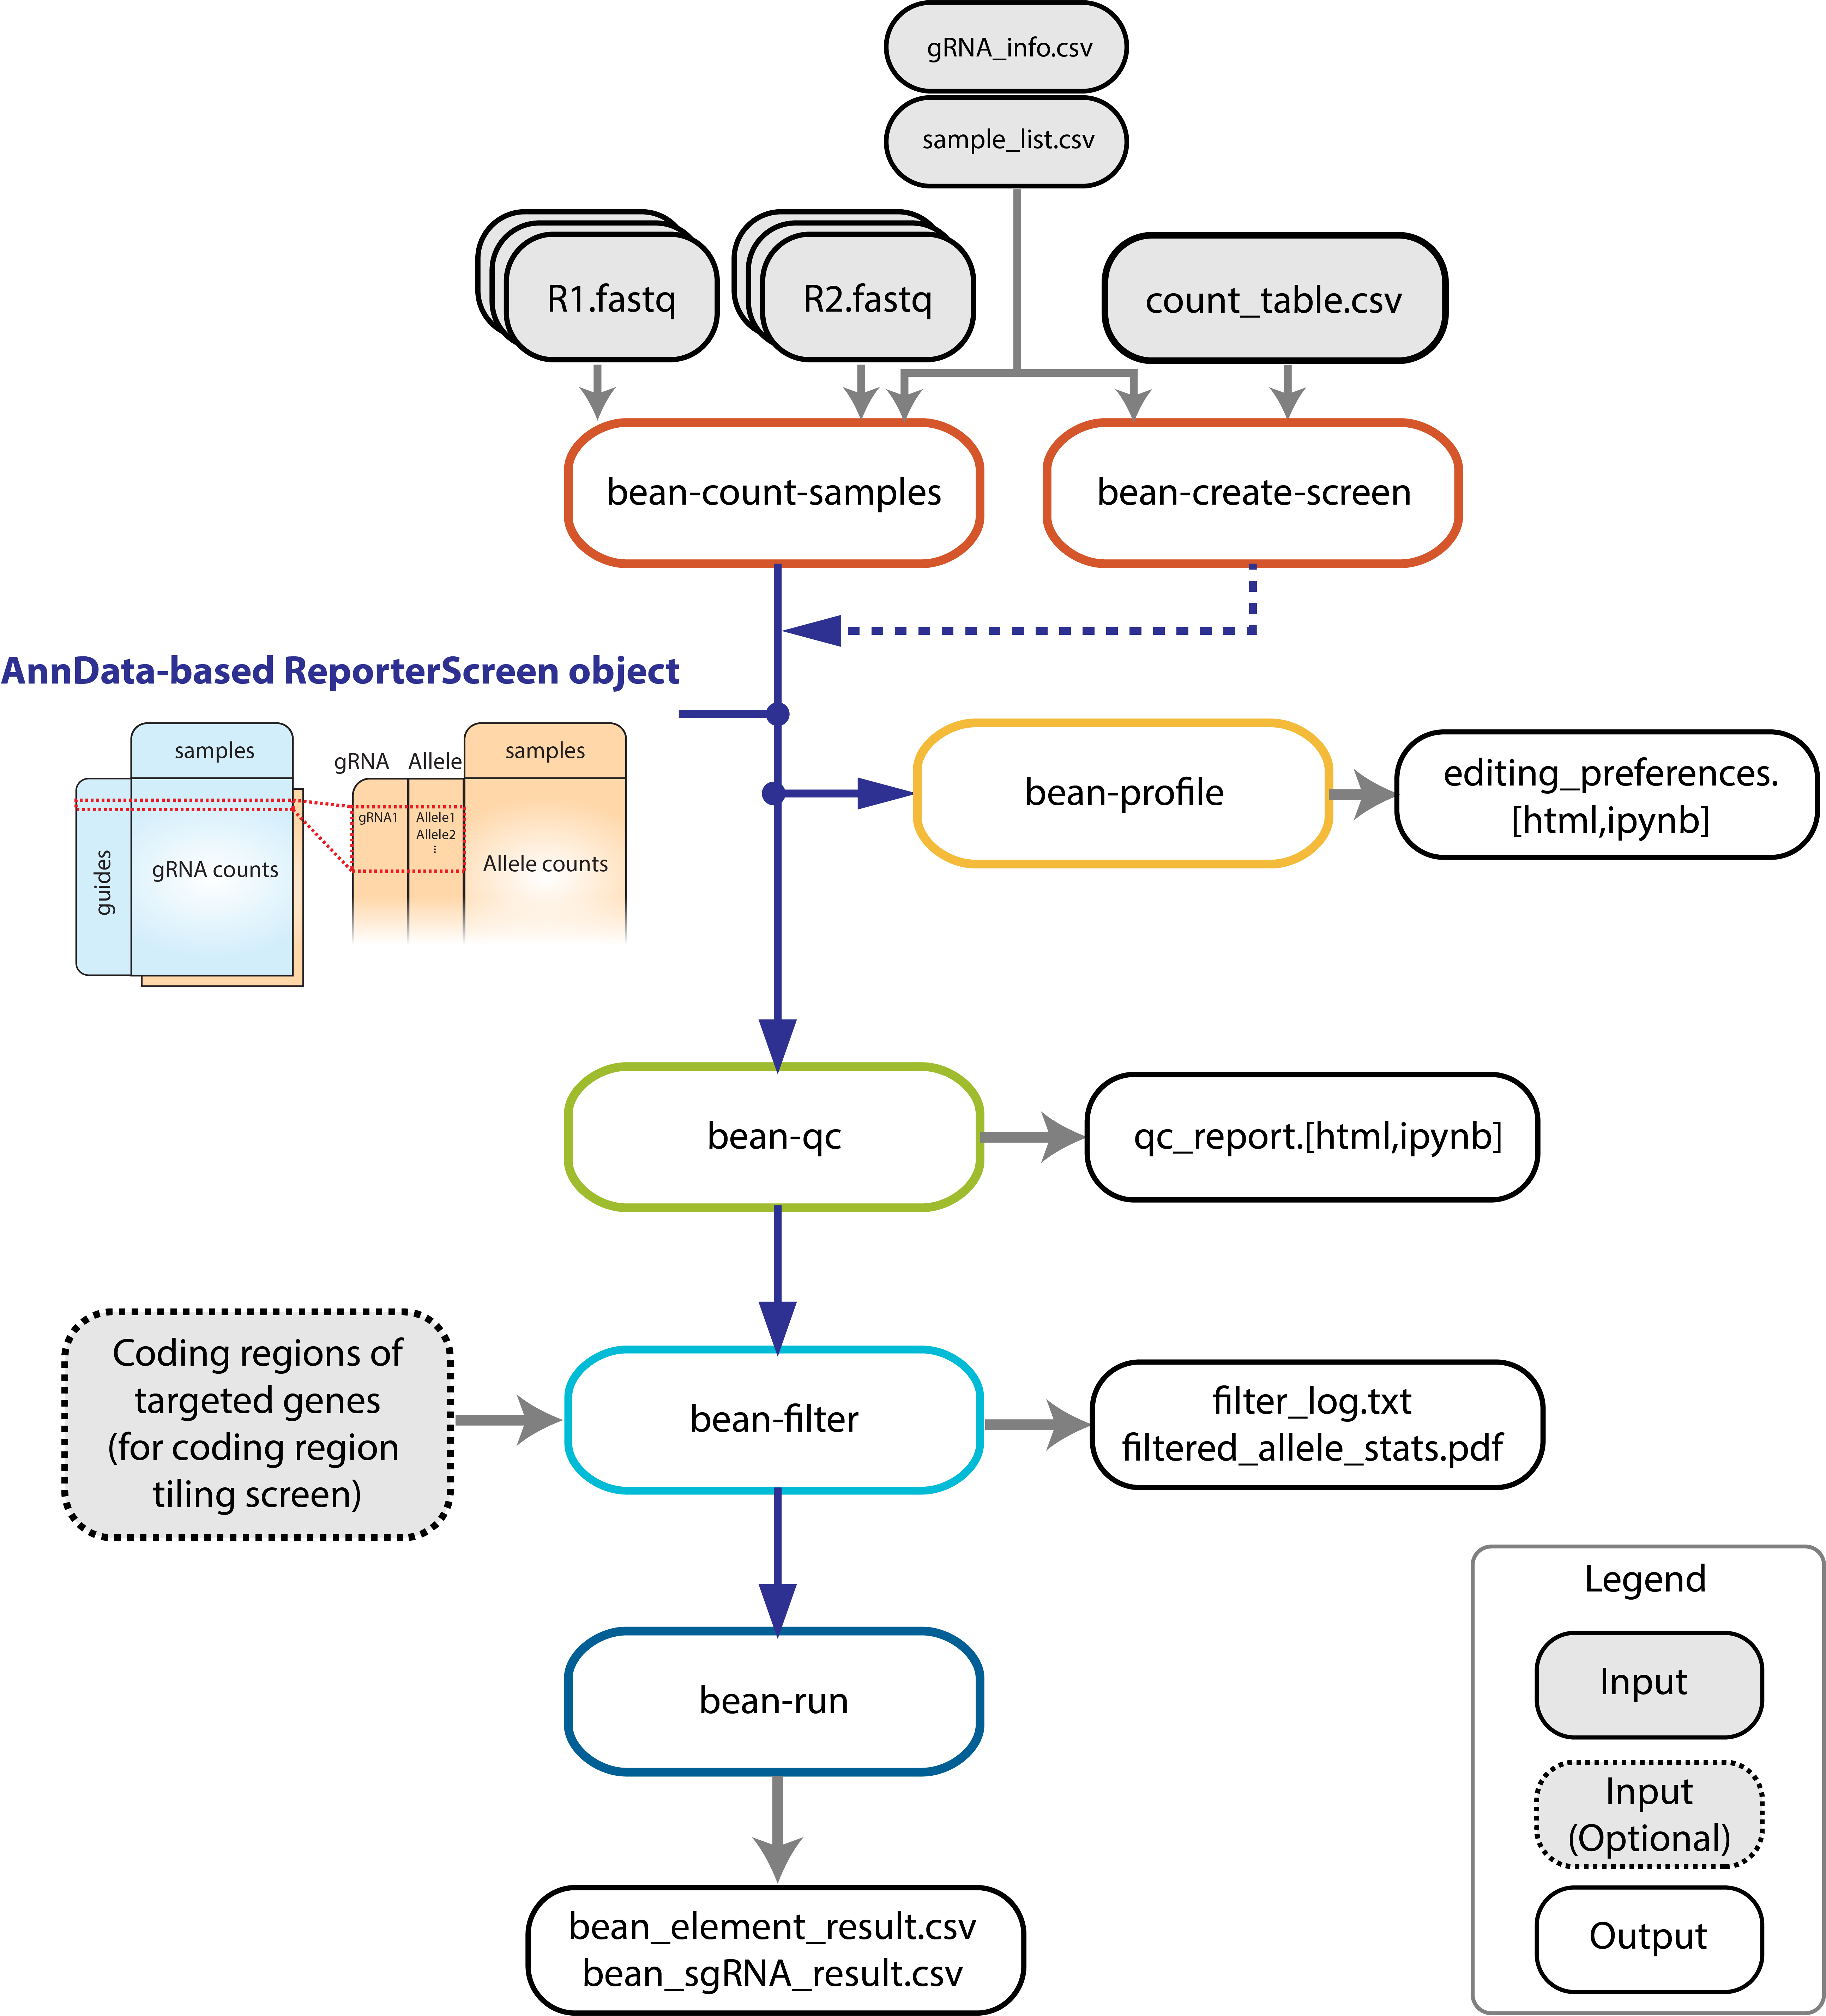 gRNA_info.csv
sample_list.csv
R1.fastq
R2.fastq
count_table.csv
bean-count-samples
bean-create-screen
AnnData-based ReporterScreen object
samples
guides
gRNA counts
gRNA
Allele
samples
gRNA1
Allele1
Allele2
⋮
Allele counts
bean-profile
editing_preferences.
[html,ipynb]
bean-qc
qc_report.[html,ipynb]
Coding regions of
targeted genes
(for coding region
tiling screen)
bean-filter
filter_log.txt
filtered_allele_stats.pdf
bean-run
bean_element_result.csv
bean_sgRNA_result.csv
Legend
Input
Input
(Optional)
Output